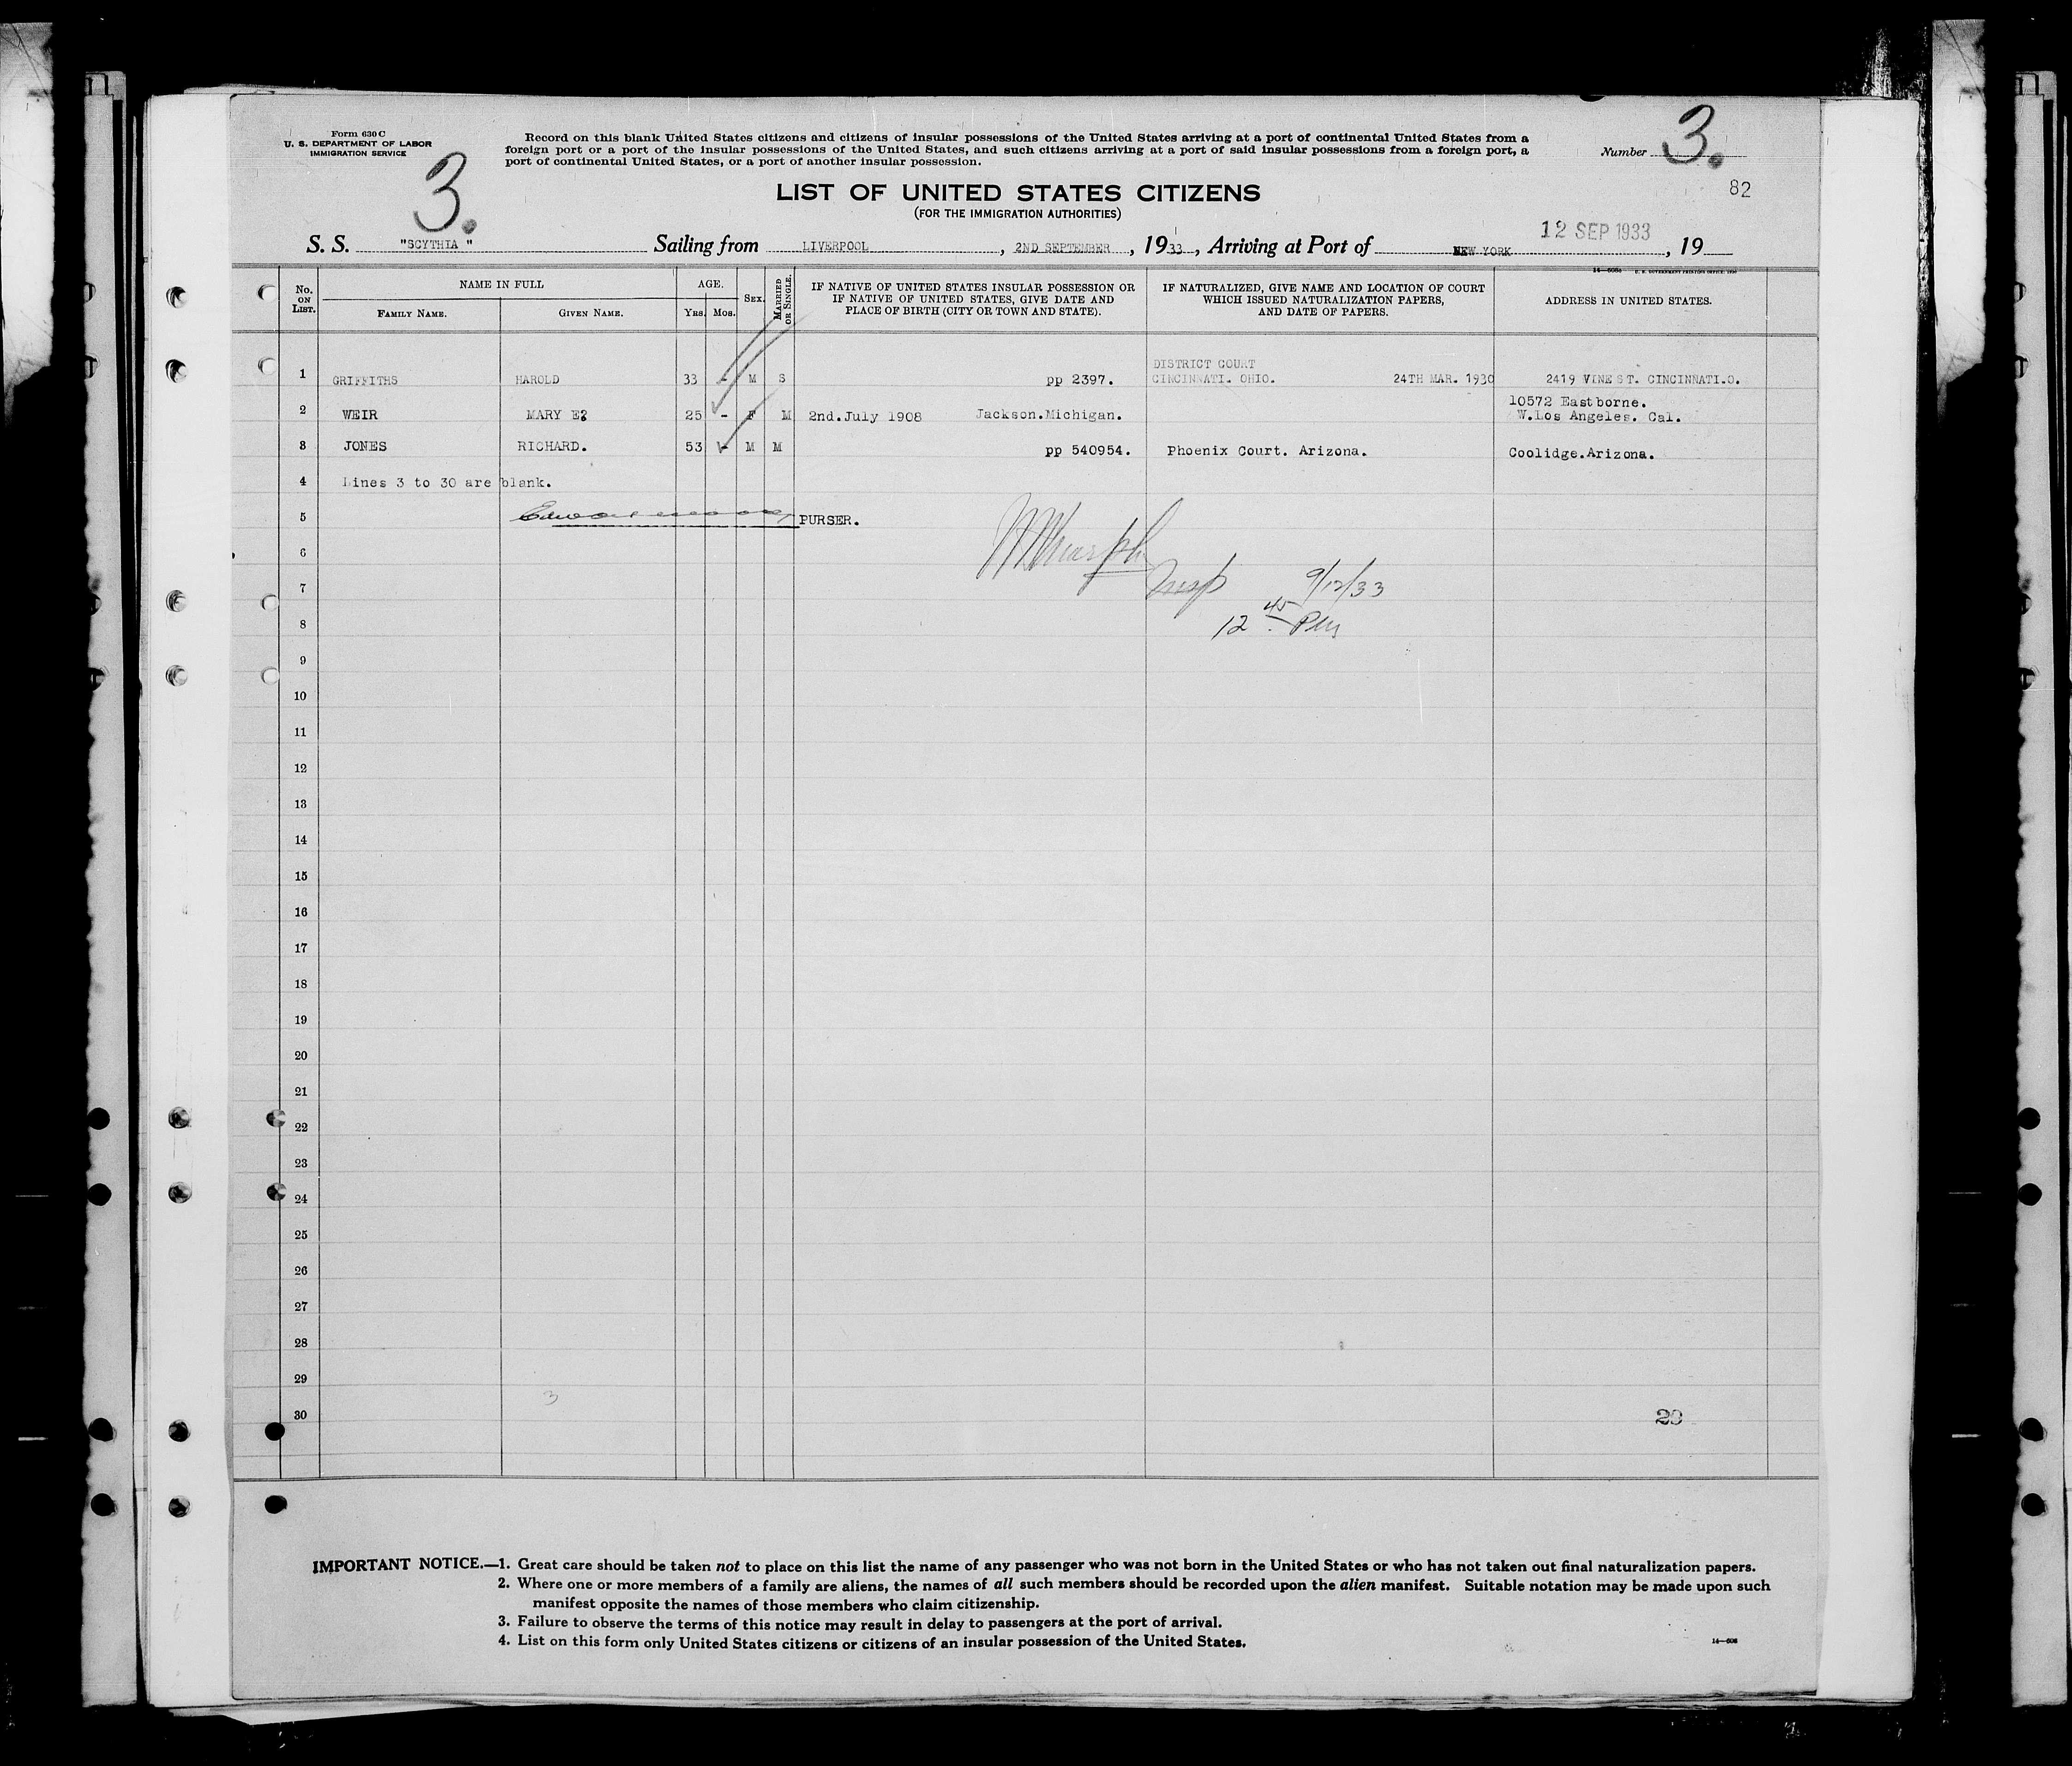 Form 630 C
U. S. DEPARTMENT OF LABOR
IMMIGRATION SERVICE
Record on this blank United States citizens and citizens of insular possessions of the United States arriving at a port of continental United States from a
foreign port or a port of the insular possessions of the United States, and such citizens arriving at a port of said insular possessions from a foreign port, a
port of continental United States, or a port of another insular possession.
Number 3.
3.
82
LIST OF UNITED STATES CITIZENS
(FOR THE IMMIGRATION AUTHORITIES)
12 SEP 1933
S. S. "SCYTHIA " Sailing from LIVERPOOL, 2ND SEPTEMBER, 1933, Arriving at Port of NEW YORK, 19
No. ON LIST.
NAME IN FULL
FAMILY NAME. GIVEN NAME.
AGE.
Yrs. Mos.
SEX.
MARRIED OR SINGLE.
IF NATIVE OF UNITED STATES INSULAR POSSESSION OR
IF NATIVE OF UNITED STATES, GIVE DATE AND
PLACE OF BIRTH (CITY OR TOWN AND STATE).
IF NATURALIZED, GIVE NAME AND LOCATION OF COURT
WHICH ISSUED NATURALIZATION PAPERS,
AND DATE OF PAPERS.
ADDRESS IN UNITED STATES.
DISTRICT COURT
1 GRIFFITHS HAROLD 33 - M S pp 2397. CINCINNATI. OHIO. 24TH MAR. 1930 2419 VINE ST. CINCINNATI.O.
10572 Eastborne.
2 WEIR MARY E? 25 - F M 2nd.July 1908 Jackson.Michigan. W.Los Angeles. Cal.
3 JONES RICHARD. 53 - M M pp 540954. Phoenix Court. Arizona. Coolidge.Arizona.
4 Lines 3 to 30 are blank.
5 PURSER.
6
7 Insp 9/12/33
8 12 45 PM
9
10
11
12
13
14
15
16
17
18
19
20
21
22
23
24
25
26
27
28
29
3
30
IMPORTANT NOTICE.—1. Great care should be taken not to place on this list the name of any passenger who was not born in the United States or who has not taken out final naturalization papers.
2. Where one or more members of a family are aliens, the names of all such members should be recorded upon the alien manifest. Suitable notation may be made upon such
manifest opposite the names of those members who claim citizenship.
3. Failure to observe the terms of this notice may result in delay to passengers at the port of arrival.
4. List on this form only United States citizens or citizens of an insular possession of the United States.